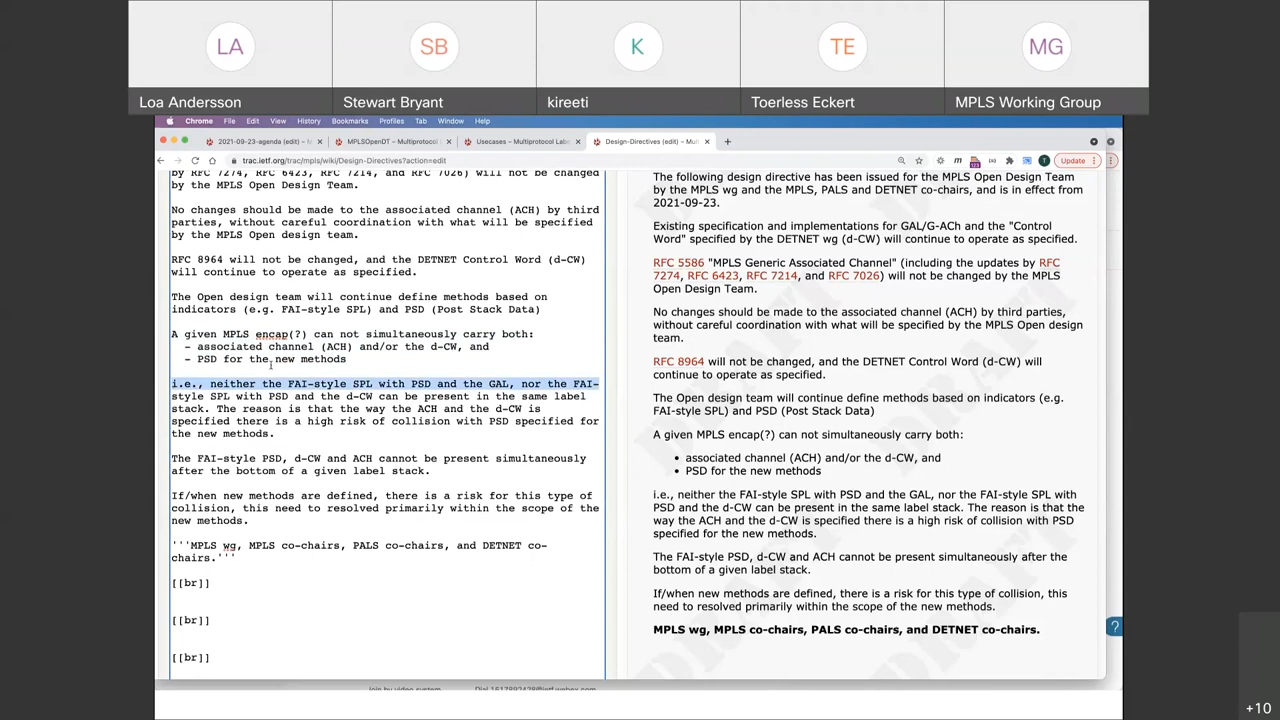 LA
SB
K
TE
MG
Loa Andersson
Stewart Bryant
kireeti
Toerless Eckert
MPLS Working Group
Chrome File Edit View History Bookmarks Profiles Tab Window Help
2021-09-23-agenda (edit) – M
MPLSOpenDT – Multiprotocol
Usecases – Multiprotocol Labe
Design-Directives (edit) – Mu
trac.ietf.org/trac/mpls/wiki/Design-Directives?action=edit
Update
by RFC 7274, RFC 6423, RFC 7214, and RFC 7026) will not be changed
by the MPLS Open Design Team.
No changes should be made to the associated channel (ACH) by third
parties, without careful coordination with what will be specified
by the MPLS Open design team.
RFC 8964 will not be changed, and the DETNET Control Word (d-CW)
will continue to operate as specified.
The Open design team will continue define methods based on
indicators (e.g. FAI-style SPL) and PSD (Post Stack Data)
A given MPLS encap(?) can not simultaneously carry both:
- associated channel (ACH) and/or the d-CW, and
- PSD for the new methods
i.e., neither the FAI-style SPL with PSD and the GAL, nor the FAI-
style SPL with PSD and the d-CW can be present in the same label
stack. The reason is that the way the ACH and the d-CW is
specified there is a high risk of collision with PSD specified for
the new methods.
The FAI-style PSD, d-CW and ACH cannot be present simultaneously
after the bottom of a given label stack.
If/when new methods are defined, there is a risk for this type of
collision, this need to resolved primarily within the scope of the
new methods.
'''MPLS wg, MPLS co-chairs, PALS co-chairs, and DETNET co-
chairs.'''
[[br]]
[[br]]
[[br]]
The following design directive has been issued for the MPLS Open Design Team
by the MPLS wg and the MPLS, PALS and DETNET co-chairs, and is in effect from
2021-09-23.
Existing specification and implementations for GAL/G-ACh and the "Control
Word" specified by the DETNET wg (d-CW) will continue to operate as specified.
RFC 5586 "MPLS Generic Associated Channel" (including the updates by RFC
7274, RFC 6423, RFC 7214, and RFC 7026) will not be changed by the MPLS
Open Design Team.
No changes should be made to the associated channel (ACH) by third parties,
without careful coordination with what will be specified by the MPLS Open design
team.
RFC 8964 will not be changed, and the DETNET Control Word (d-CW) will
continue to operate as specified.
The Open design team will continue define methods based on indicators (e.g.
FAI-style SPL) and PSD (Post Stack Data)
A given MPLS encap(?) can not simultaneously carry both:
• associated channel (ACH) and/or the d-CW, and
• PSD for the new methods
i.e., neither the FAI-style SPL with PSD and the GAL, nor the FAI-style SPL with
PSD and the d-CW can be present in the same label stack. The reason is that the
way the ACH and the d-CW is specified there is a high risk of collision with PSD
specified for the new methods.
The FAI-style PSD, d-CW and ACH cannot be present simultaneously after the
bottom of a given label stack.
If/when new methods are defined, there is a risk for this type of collision, this
need to resolved primarily within the scope of the new methods.
MPLS wg, MPLS co-chairs, PALS co-chairs, and DETNET co-chairs.
DRAFT
?
+10